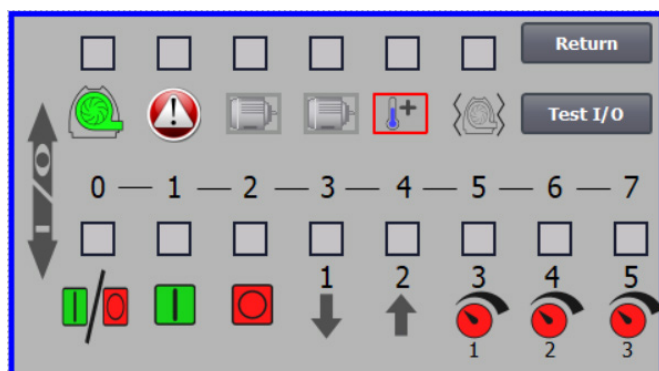 Return
Test I/O
I/O
0 — 1 — 2 — 3 — 4 — 5 — 6 — 7
1 2 3 4 5
1 2 3